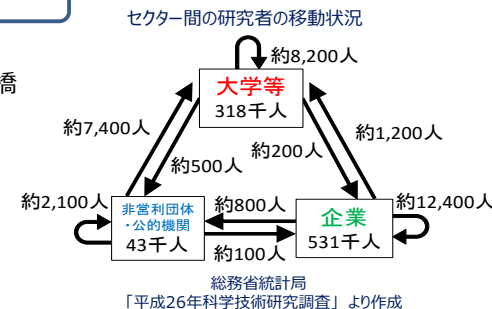 セクター間の研究者の移動状況
橋
約8,200人
大学等
318千人
約7,400人
約1,200人
約500人
約200人
約2,100人
非営利団体
・公的機関
43千人
約800人
約100人
企業
531千人
約12,400人
総務省統計局
「平成26年科学技術研究調査」より作成